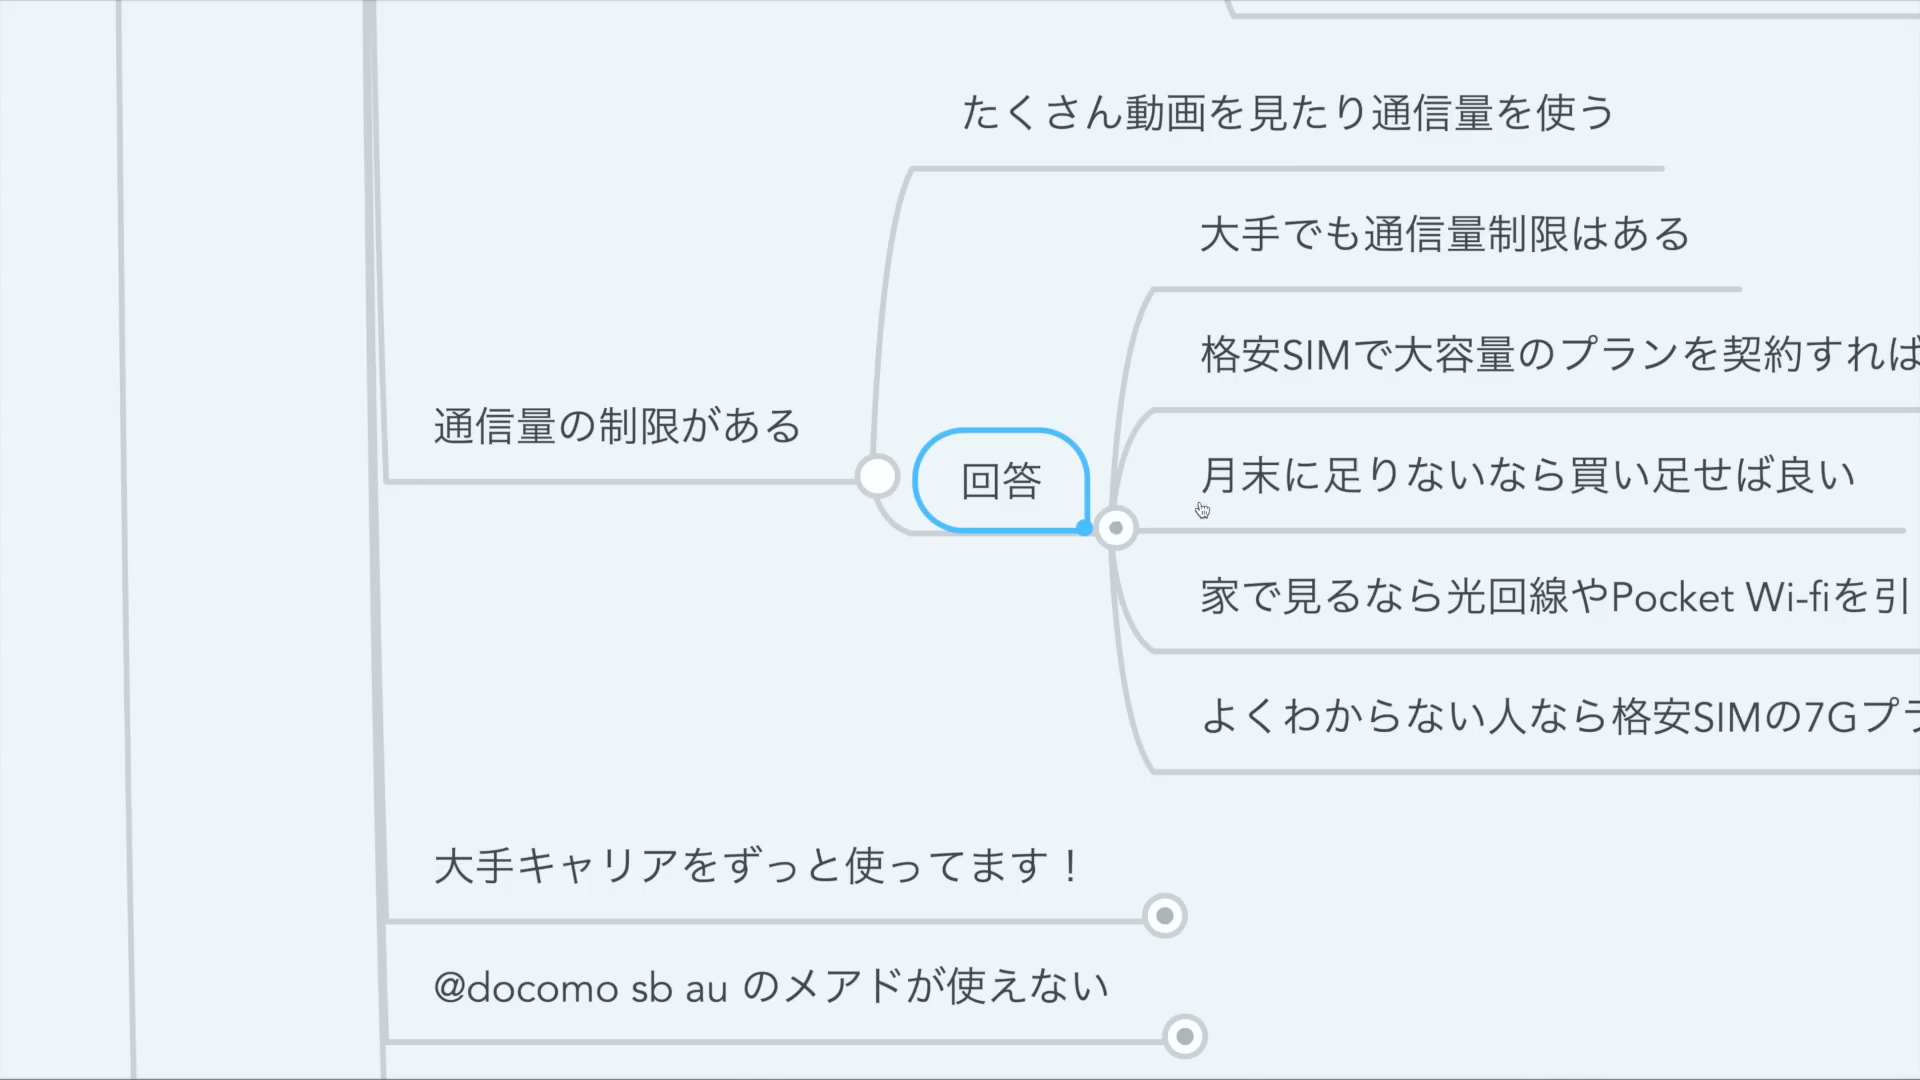 たくさん動画を見たり通信量を使う
大手でも通信量制限はある
格安SIMで大容量のプランを契約すれば
通信量の制限がある
回答
月末に足りないなら買い足せば良い
家で見るなら光回線やPocket Wi-fiを引
よくわからない人なら格安SIMの7Gプラ
大手キャリアをずっと使ってます！
@docomo sb au のメアドが使えない